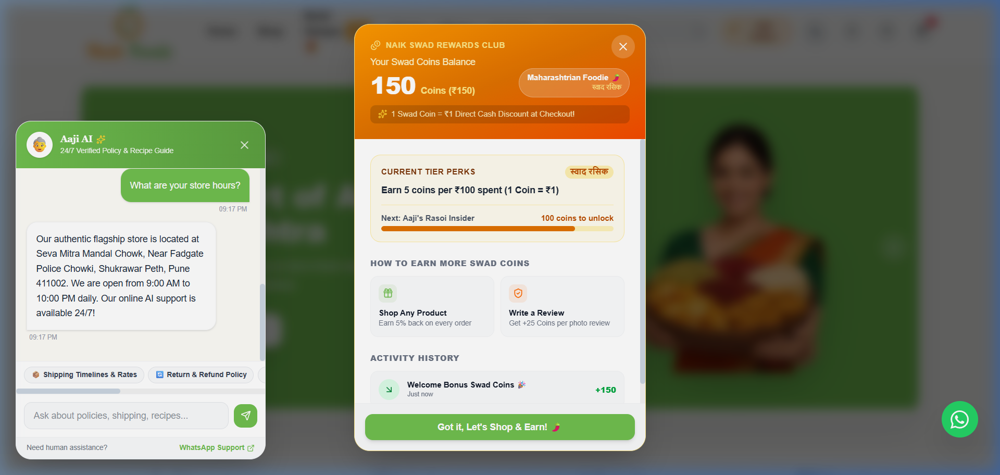 NAIK SWAD REWARDS CLUB
Your Swad Coins Balance
150 Coins (₹150)
Maharashtrian Foodie 🌶️
स्वाद रसिक
1 Swad Coin = ₹1 Direct Cash Discount at Checkout!
CURRENT TIER PERKS
स्वाद रसिक
Earn 5 coins per ₹100 spent (1 Coin = ₹1)
Next: Aaji's Rasoi Insider
100 coins to unlock
HOW TO EARN MORE SWAD COINS
Shop Any Product
Earn 5% back on every order
Write a Review
Get +25 Coins per photo review
ACTIVITY HISTORY
Welcome Bonus Swad Coins 🎉
Just now
+150
Got it, Let's Shop & Earn! 🌶️
Aaji AI
24/7 Verified Policy & Recipe Guide
What are your store hours?
09:17 PM
Our authentic flagship store is located at
Seva Mitra Mandal Chowk, Near Fadgate
Police Chowki, Shukrawar Peth, Pune
411002. We are open from 9:00 AM to
10:00 PM daily. Our online AI support is
available 24/7!
09:17 PM
📦 Shipping Timelines & Rates
🔄 Return & Refund Policy
Ask about policies, shipping, recipes...
Need human assistance?
WhatsApp Support